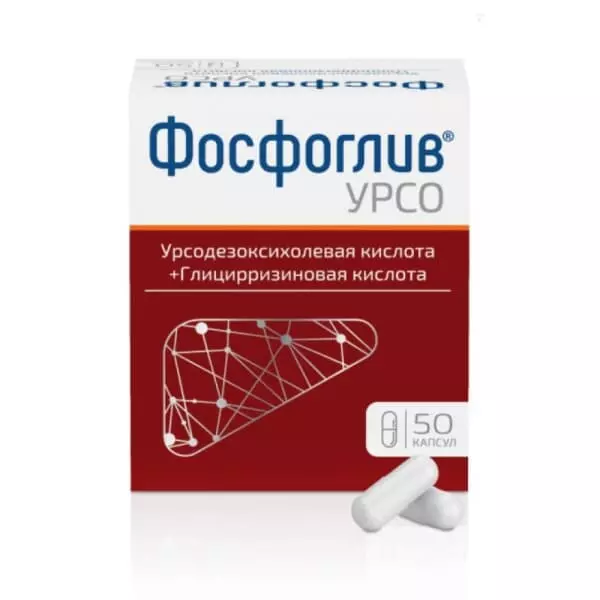 Фосфоглив®
УРСО
Урсодезоксихолевая кислота
+Глицирризиновая кислота
50
КАПСУЛ